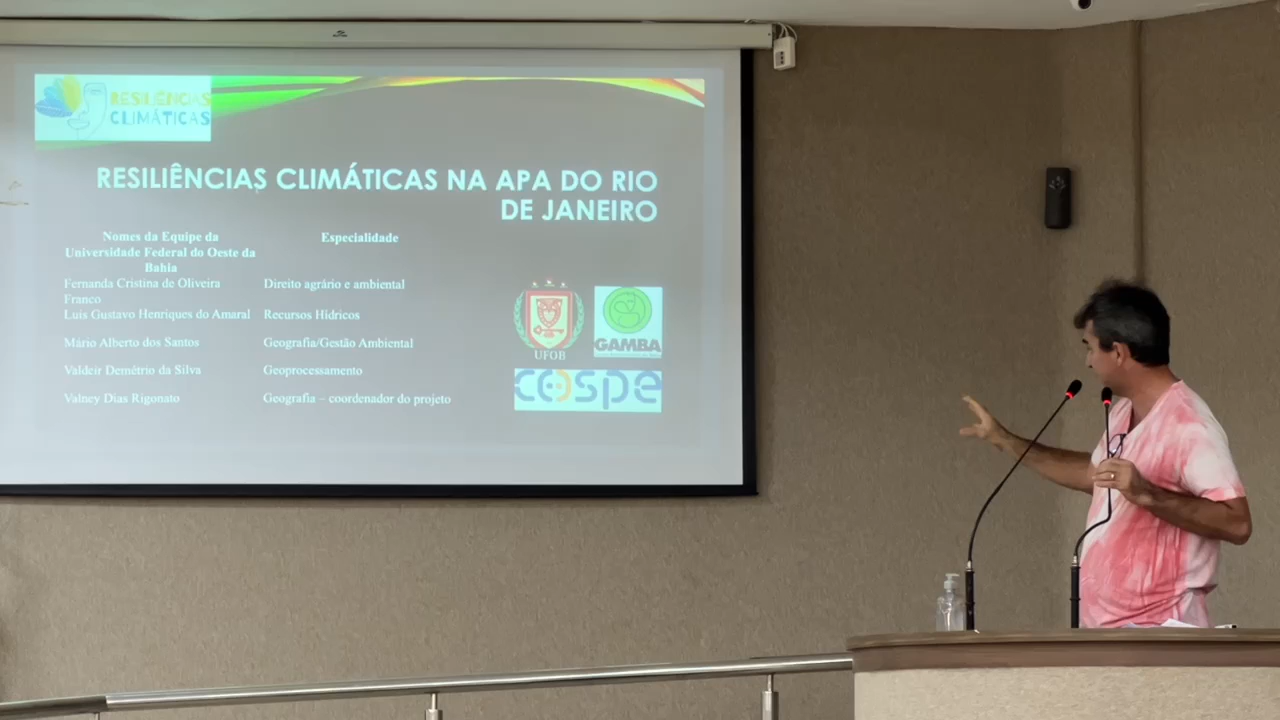 RESILIÊNCIAS
CLIMÁTICAS
RESILIÊNCIAS CLIMÁTICAS NA APA DO RIO
DE JANEIRO
Nomes da Equipe da Especialidade
Universidade Federal do Oeste da
Bahia
Fernanda Cristina de Oliveira Direito agrário e ambiental
Franco
Luis Gustavo Henriques do Amaral Recursos Hídricos
Mário Alberto dos Santos Geografia/Gestão Ambiental
Valdeir Demétrio da Silva Geoprocessamento
Valney Dias Rigonato Geografia – coordenador do projeto
UFOB
GAMBA
cospe